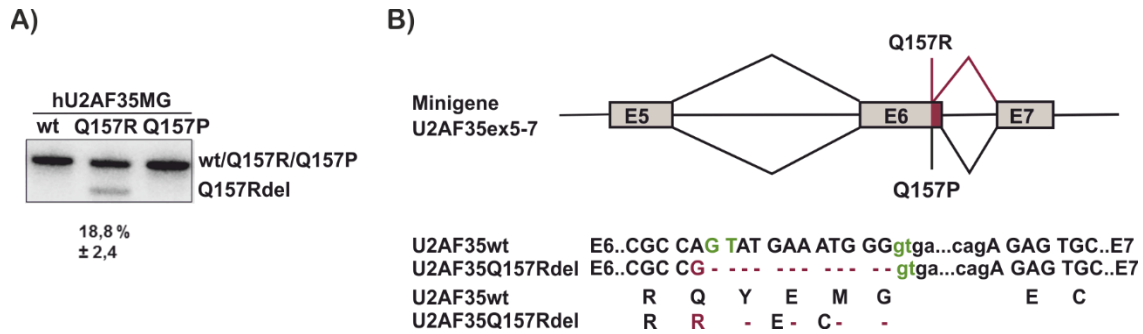 A)
hU2AF35MG
wt Q157R Q157P
wt/Q157R/Q157P
Q157Rdel
18,8 %
± 2,4
B)
Q157R
Minigene
U2AF35ex5-7
E5 E6 E7
Q157P
U2AF35wt E6..CGC CAG TAT GAA ATG GGgtga...cagA GAG TGC..E7
U2AF35Q157Rdel E6..CGC CG- --- --- --- --gtga...cagA GAG TGC..E7
U2AF35wt R Q Y E M G E C
U2AF35Q157Rdel R R - E - C - -